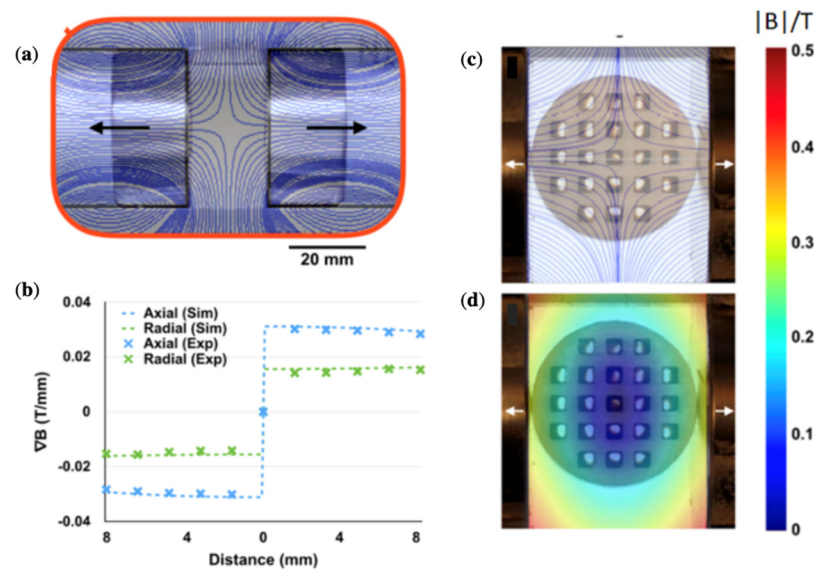 (a)
20 mm
(b)
0.04
0.02
0
-0.02
-0.04
∇B (T/mm)
Axial (Sim)
Radial (Sim)
Axial (Exp)
Radial (Exp)
8 4 0 4 8
Distance (mm)
(c)
(d)
|B|/T
0.5
0.4
0.3
0.2
0.1
0